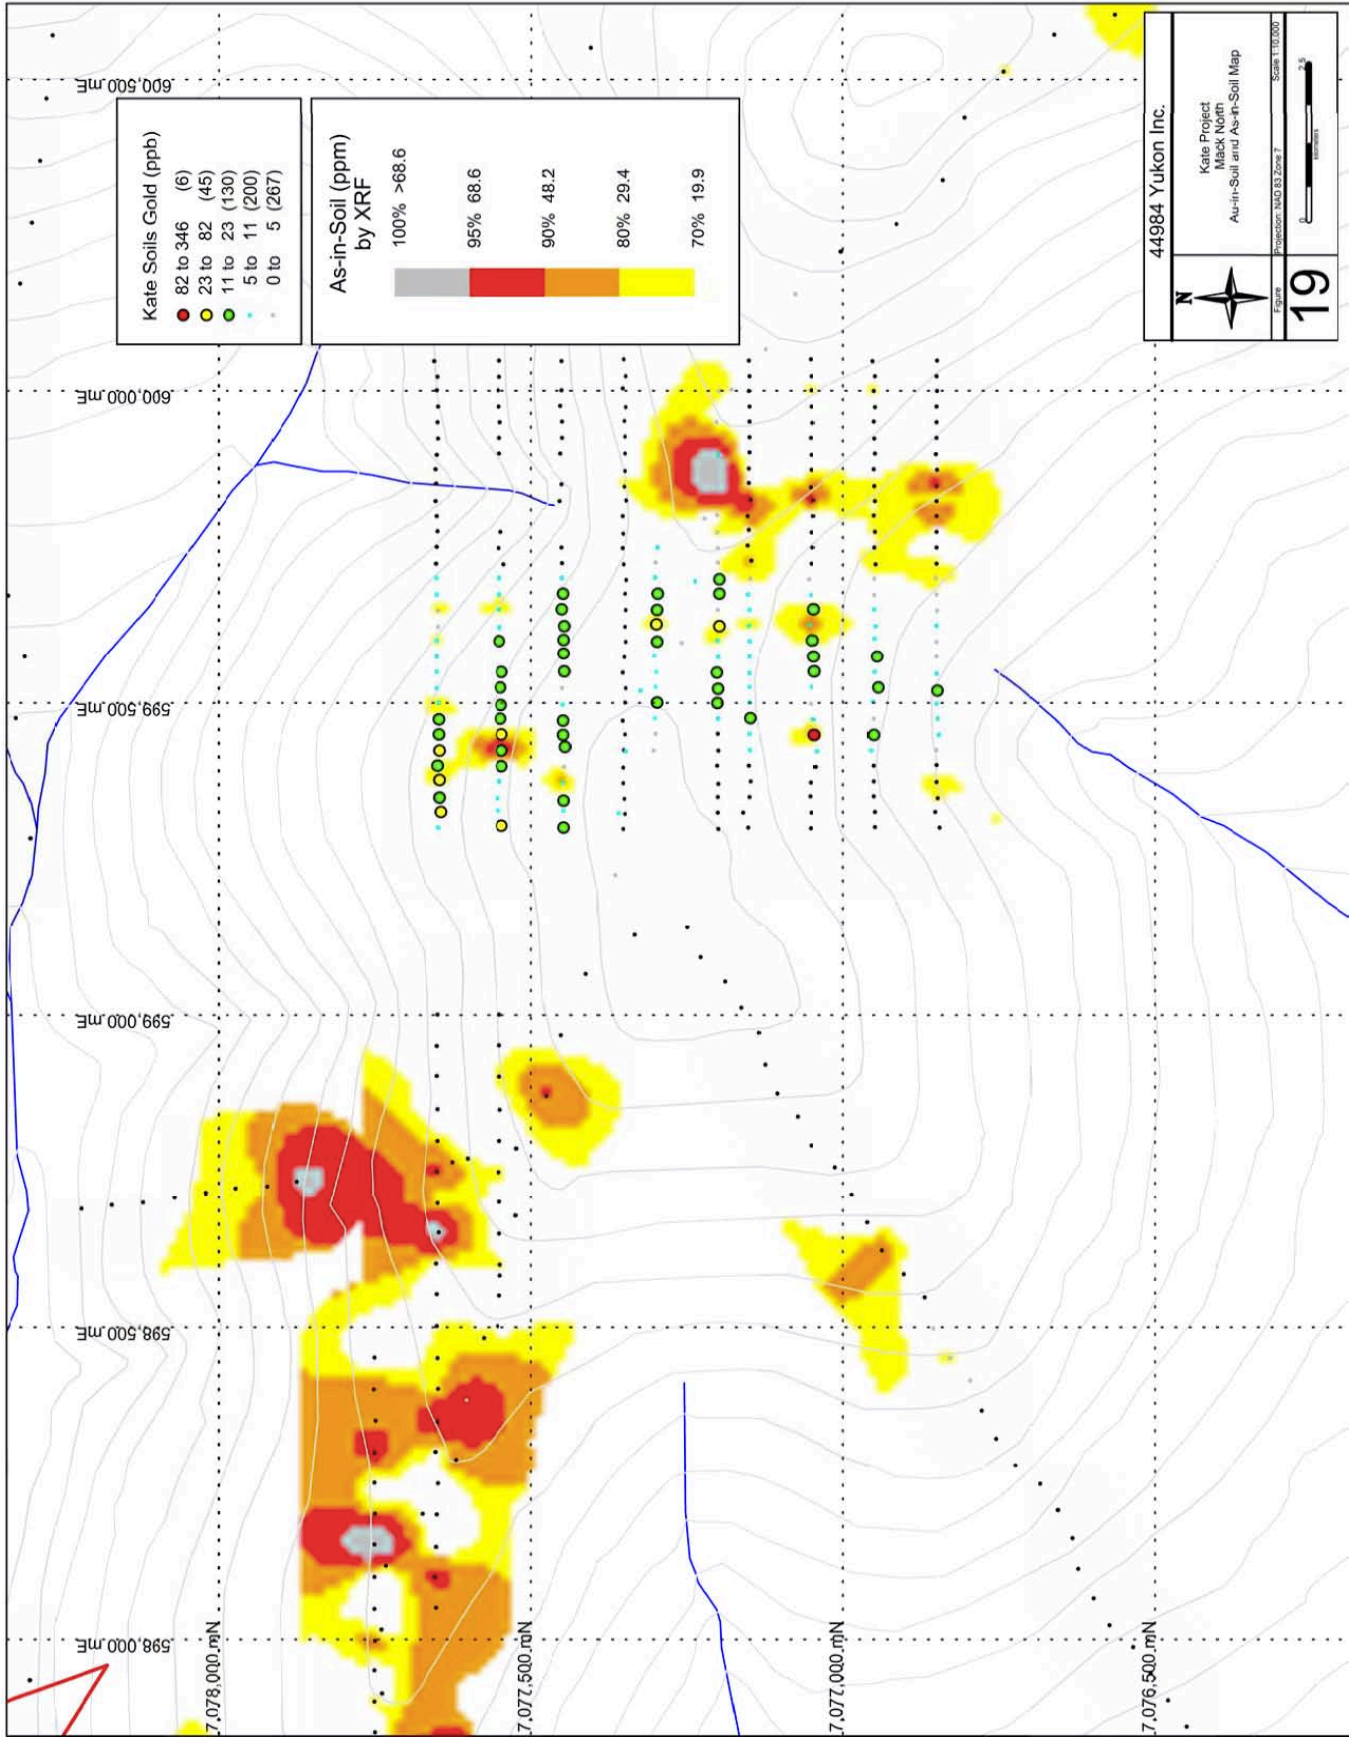 Kate Soils Gold (ppb)
82 to 346 (6)
23 to 82 (45)
11 to 23 (130)
5 to 11 (200)
0 to 5 (267)
As-in-Soil (ppm)
by XRF
100% >68.6
95% 68.6
90% 48.2
80% 29.4
70% 19.9
598,000 mE
598,500 mE
599,000 mE
599,500 mE
600,000 mE
600,500 mE
7,078,000 mN
7,077,500 mN
7,077,000 mN
7,076,500 mN
44984 Yukon Inc.
N
Kate Project
Mack North
Au-in-Soil and As-in-Soil Map
Figure
19
Projection: NAD 83 Zone 7
Scale 1:10,000
0 2.5
kilometers